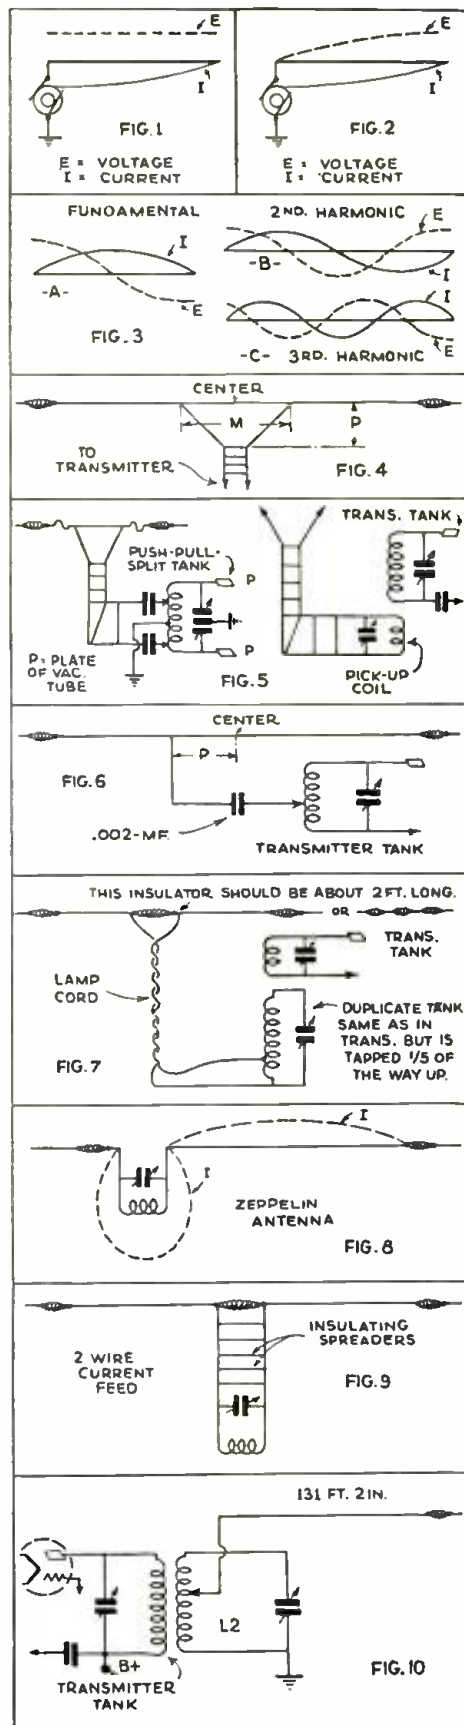 E
I
FIG.1
E = VOLTAGE
I = CURRENT
E
I
FIG.2
E = VOLTAGE
I = CURRENT
FUNDAMENTAL
I
-A-
E
FIG.3
2ND. HARMONIC
E
-B-
I
I
E
-C- 3RD. HARMONIC
CENTER
M
P
TO
TRANSMITTER
FIG.4
PUSH-PULL-
SPLIT TANK
P
P
P= PLATE
OF VAC.
TUBE
FIG.5
TRANS. TANK
PICK-UP
COIL
CENTER
P
FIG.6
.002-MF.
TRANSMITTER TANK
THIS INSULATOR SHOULD BE ABOUT 2 FT. LONG.
OR
TRANS.
TANK
LAMP
CORD
DUPLICATE TANK
SAME AS IN
TRANS. BUT IS
TAPPED 1/5 OF
THE WAY UP.
FIG.7
I
I
ZEPPELIN
ANTENNA
FIG.8
INSULATING
SPREADERS
2 WIRE
CURRENT
FEED
FIG.9
131 FT. 2 IN.
L2
B+
TRANSMITTER
TANK
FIG.10